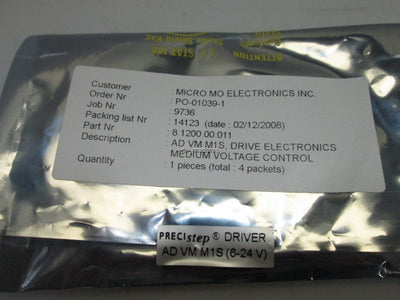 ATTENTION
Customer : MICRO MO ELECTRONICS INC.
Order Nr : PO-01039-1
Job Nr : 9736
Packing list Nr : 14123 (date : 02/12/2008)
Part Nr : 8.1200.00.011
Description : AD VM M1S, DRIVE ELECTRONICS
MEDIUM VOLTAGE CONTROL
Quantity : 1 pieces (total : 4 packets)
PRECIstep ® DRIVER
AD VM M1S (6-24 V)